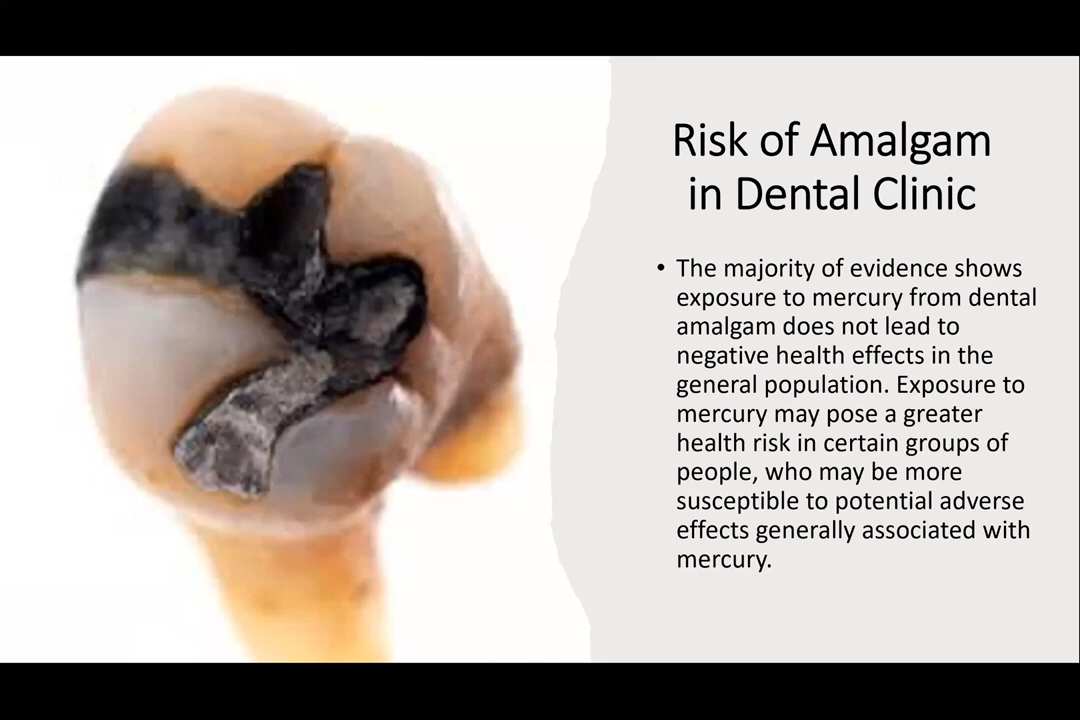 Risk of Amalgam
in Dental Clinic
• The majority of evidence shows
exposure to mercury from dental
amalgam does not lead to
negative health effects in the
general population. Exposure to
mercury may pose a greater
health risk in certain groups of
people, who may be more
susceptible to potential adverse
effects generally associated with
mercury.